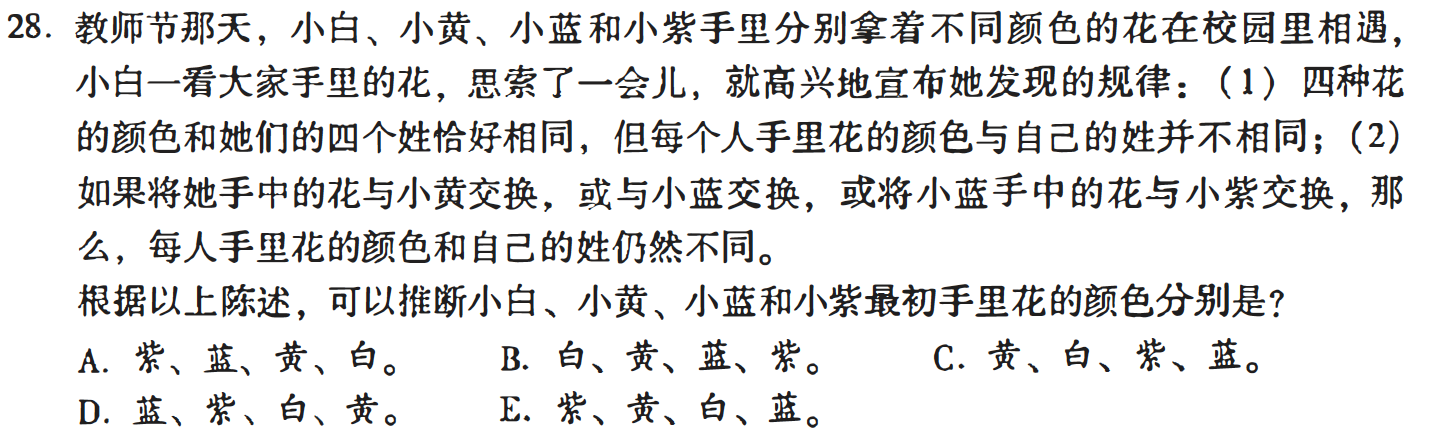 28. 教师节那天，小白、小黄、小蓝和小紫手里分别拿着不同颜色的花在校园里相遇，
小白一看大家手里的花，思索了一会儿，就高兴地宣布她发现的规律：（1）四种花
的颜色和她们的四个姓恰好相同，但每个人手里花的颜色与自己的姓并不相同；（2）
如果将她手中的花与小黄交换，或与小蓝交换，或将小蓝手中的花与小紫交换，那
么，每人手里花的颜色和自己的姓仍然不同。
根据以上陈述，可以推断小白、小黄、小蓝和小紫最初手里花的颜色分别是？
A. 紫、蓝、黄、白。 B. 白、黄、蓝、紫。 C. 黄、白、紫、蓝。
D. 蓝、紫、白、黄。 E. 紫、黄、白、蓝。